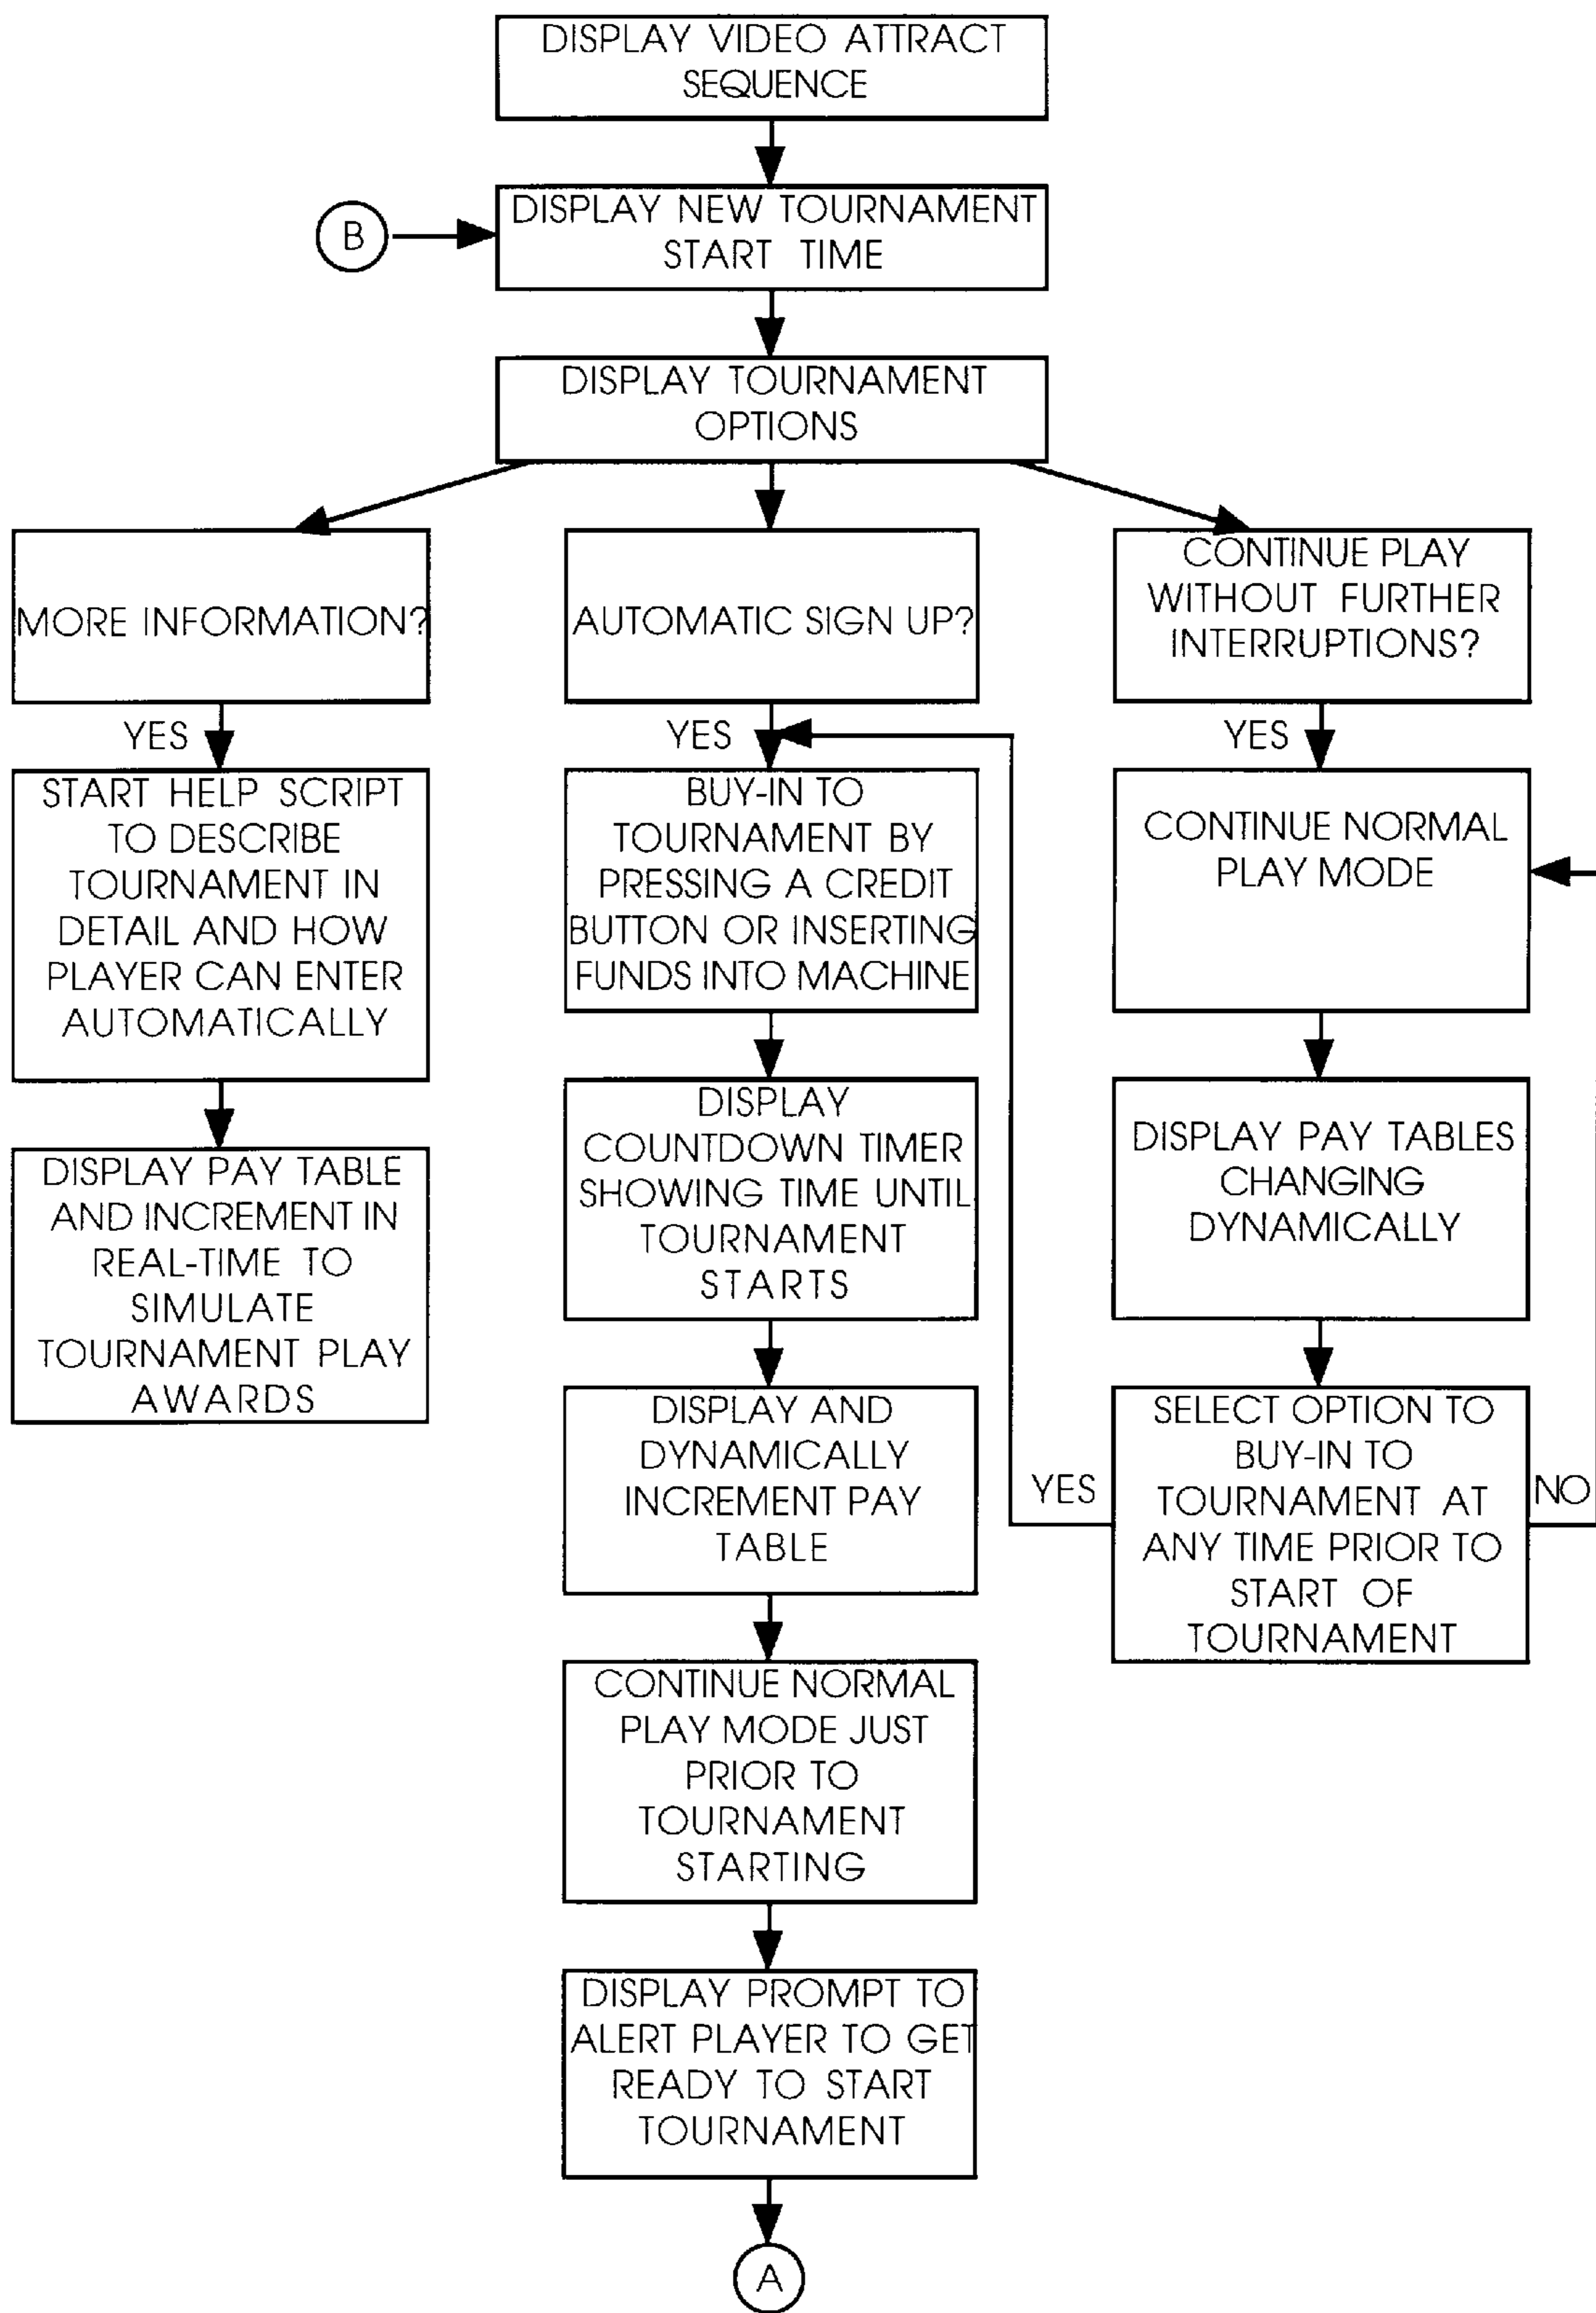 DISPLAY VIDEO ATTRACT
SEQUENCE
B
DISPLAY NEW TOURNAMENT
START TIME
DISPLAY TOURNAMENT
OPTIONS
MORE INFORMATION?
AUTOMATIC SIGN UP?
CONTINUE PLAY
WITHOUT FURTHER
INTERRUPTIONS?
YES
YES
YES
START HELP SCRIPT
TO DESCRIBE
TOURNAMENT IN
DETAIL AND HOW
PLAYER CAN ENTER
AUTOMATICALLY
BUY-IN TO
TOURNAMENT BY
PRESSING A CREDIT
BUTTON OR INSERTING
FUNDS INTO MACHINE
CONTINUE NORMAL
PLAY MODE
DISPLAY PAY TABLE
AND INCREMENT IN
REAL-TIME TO
SIMULATE
TOURNAMENT PLAY
AWARDS
DISPLAY
COUNTDOWN TIMER
SHOWING TIME UNTIL
TOURNAMENT
STARTS
DISPLAY PAY TABLES
CHANGING
DYNAMICALLY
DISPLAY AND
DYNAMICALLY
INCREMENT PAY
TABLE
YES
SELECT OPTION TO
BUY-IN TO
TOURNAMENT AT
ANY TIME PRIOR TO
START OF
TOURNAMENT
NO
CONTINUE NORMAL
PLAY MODE JUST
PRIOR TO
TOURNAMENT
STARTING
DISPLAY PROMPT TO
ALERT PLAYER TO GET
READY TO START
TOURNAMENT
A